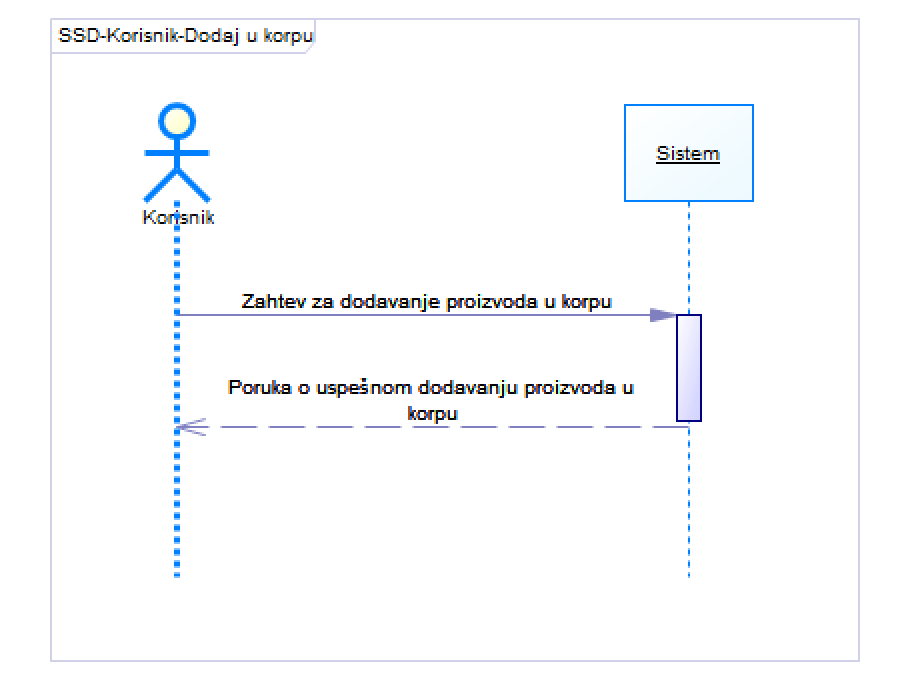 SSD-Korisnik-Dodaj u korpu
Korisnik
Sistem
Zahtev za dodavanje proizvoda u korpu
Poruka o uspešnom dodavanju proizvoda u
korpu